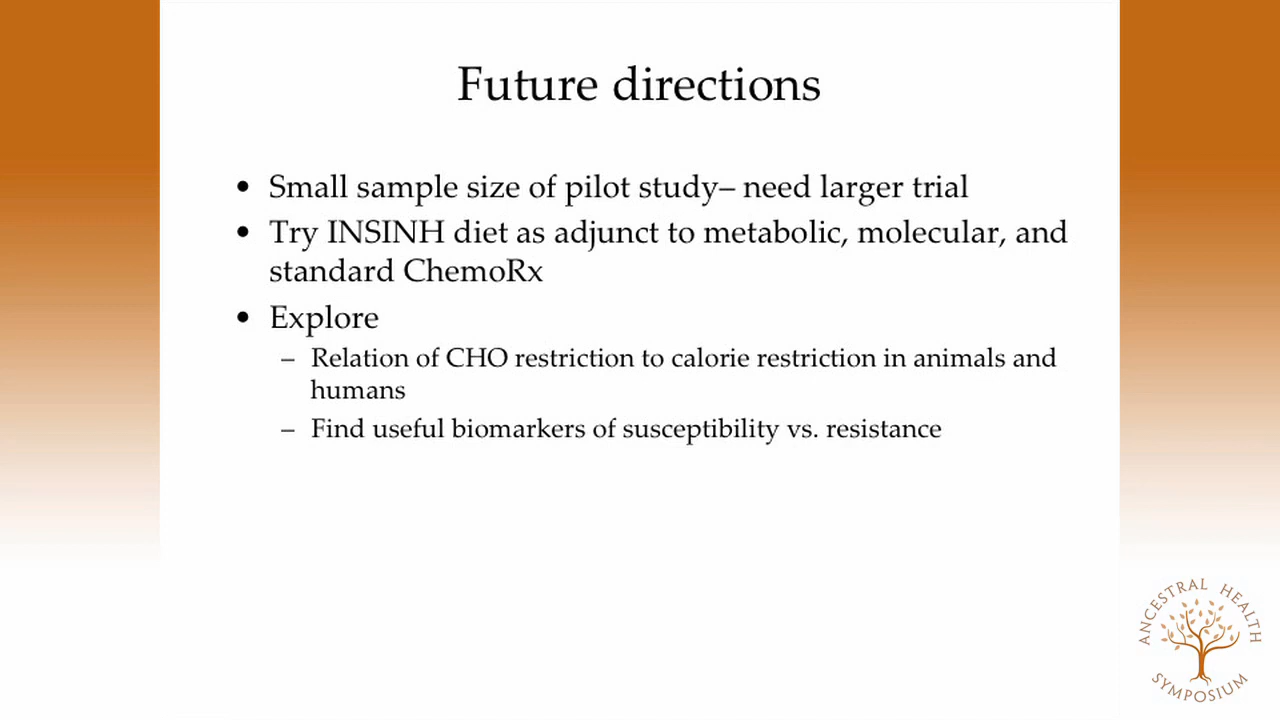 Future directions
• Small sample size of pilot study– need larger trial
• Try INSINH diet as adjunct to metabolic, molecular, and
standard ChemoRx
• Explore
– Relation of CHO restriction to calorie restriction in animals and
humans
– Find useful biomarkers of susceptibility vs. resistance
ANCESTRAL HEALTH
SYMPOSIUM